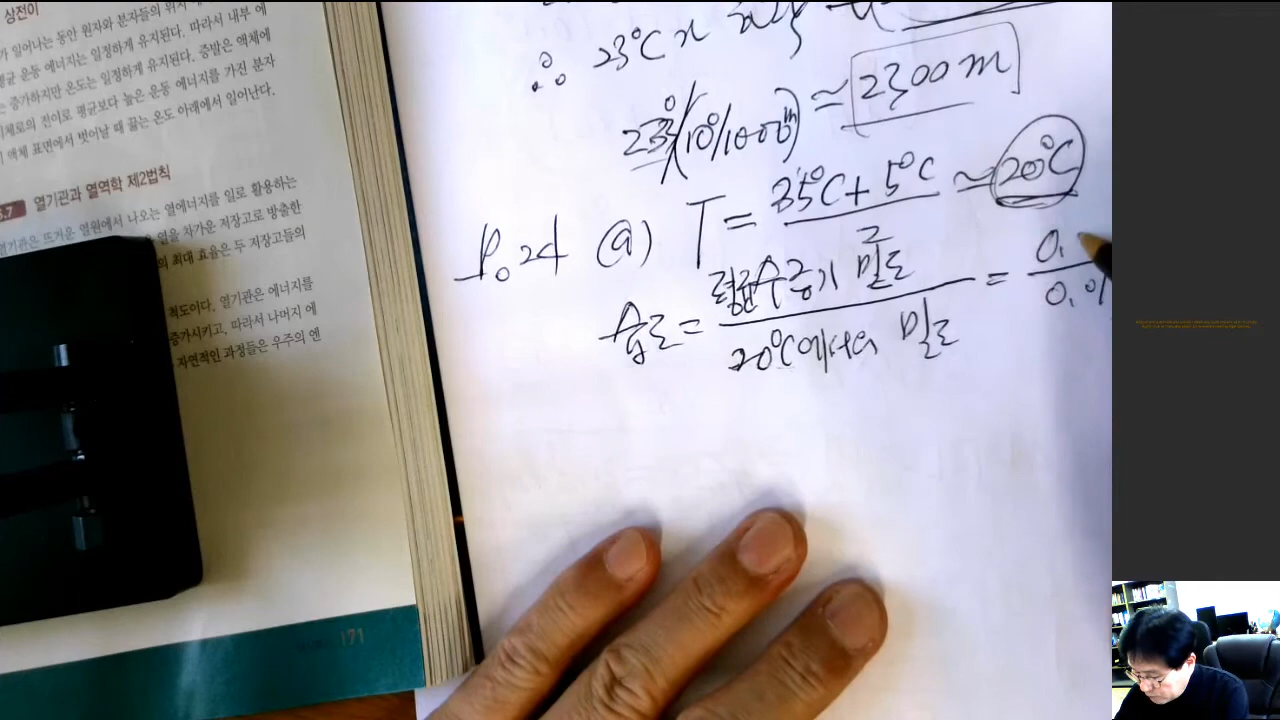 상전이
가 일어나는 동안 원자와 분자들의 위치
평균 운동 에너지는 일정하게 유지된다. 따라서 내부 에
는 증가하지만 온도는 일정하게 유지된다. 증발은 액체에
기체로의 전이로 평균보다 높은 운동 에너지를 가진 분자
액체 표면에서 벗어날 때 끓는 온도 아래에서 일어난다.
5.7 열기관과 열역학 제2법칙
열기관은 뜨거운 열원에서 나오는 열에너지를 일로 활용하는
열을 차가운 저장고로 방출한
의 최대 효율은 두 저장고들의
척도이다. 열기관은 에너지를
증가시키고, 따라서 나머지 에
자연적인 과정들은 우주의 엔
171
∴ 23°C
23°/(10°/1000m) ≈ 2300m
P.24 (a) T = 35°C + 5°C / 2 ≈ 20°C
습도 = 평균수증기 밀도 / 20°C에서의 밀도 = 0. / 0.01